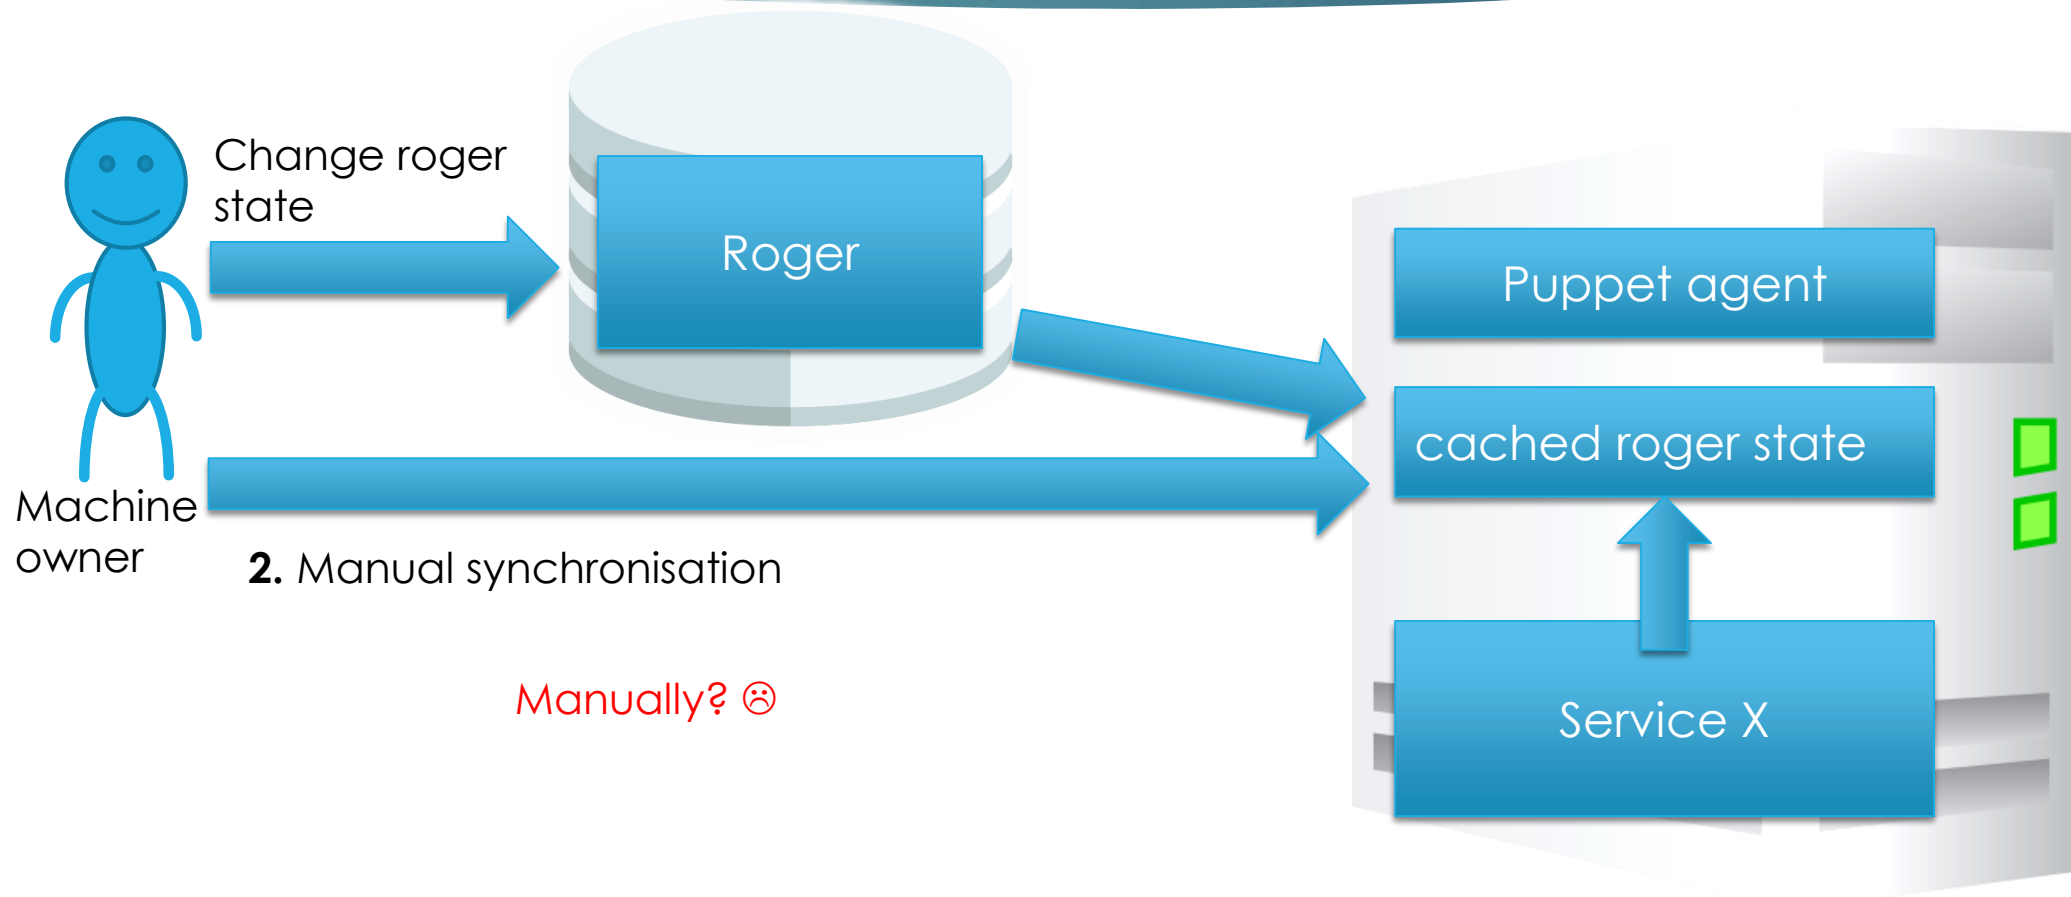 Change roger
state
Roger
Puppet agent
cached roger state
Machine
owner
2. Manual synchronisation
Manually? ☹
Service X